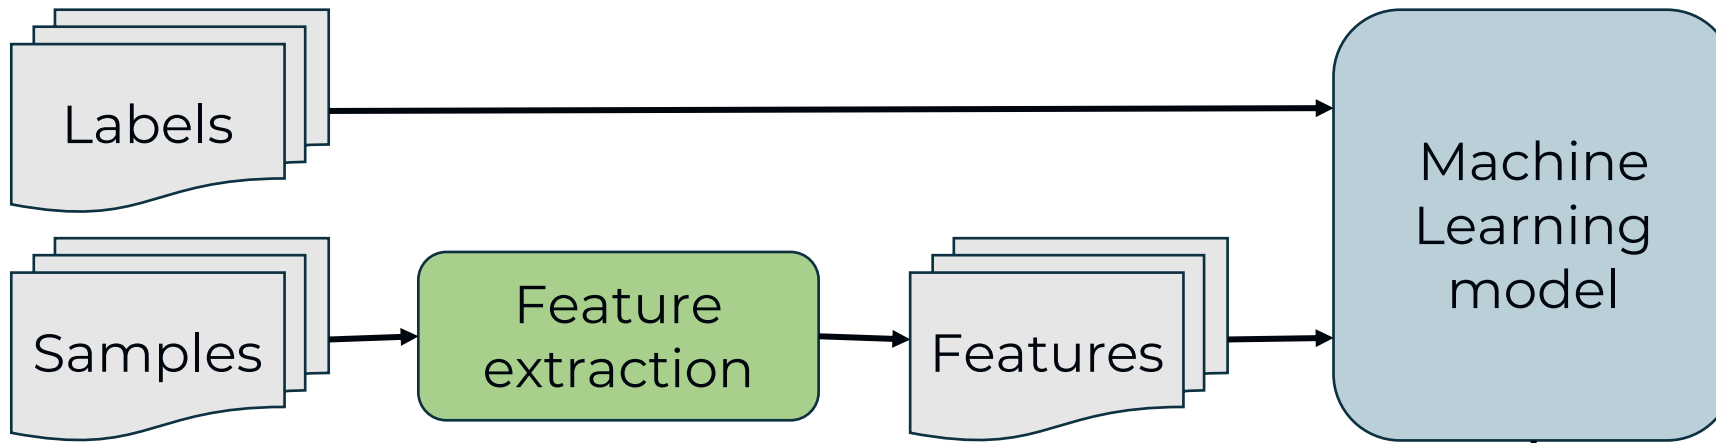 Labels
Machine
Learning
model
Samples
Feature
extraction
Features